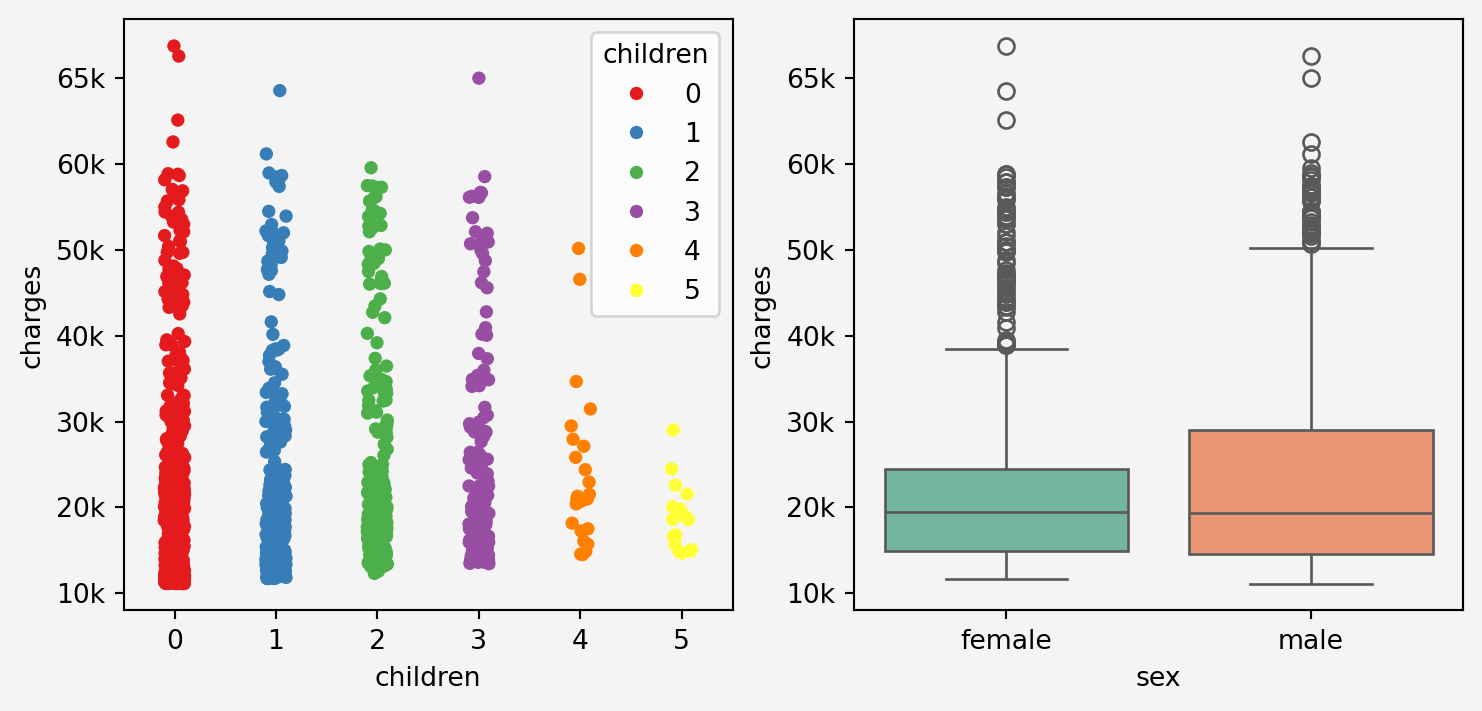 charges
65k
60k
50k
40k
30k
20k
10k
children
0
1
2
3
4
5
0 1 2 3 4 5
children
charges
65k
60k
50k
40k
30k
20k
10k
female male
sex